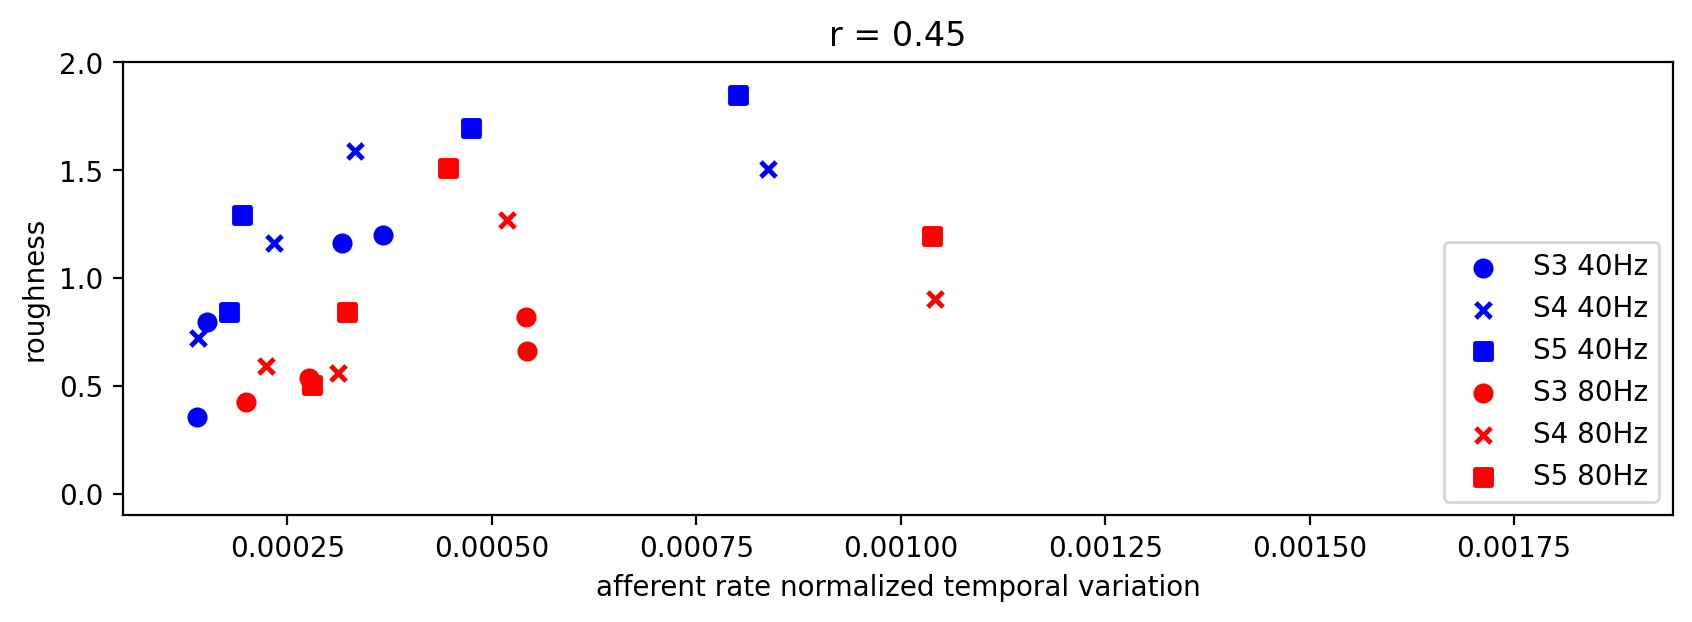 r = 0.45
2.0
1.5
1.0
0.5
0.0
roughness
S3 40Hz
S4 40Hz
S5 40Hz
S3 80Hz
S4 80Hz
S5 80Hz
0.00025 0.00050 0.00075 0.00100 0.00125 0.00150 0.00175
afferent rate normalized temporal variation